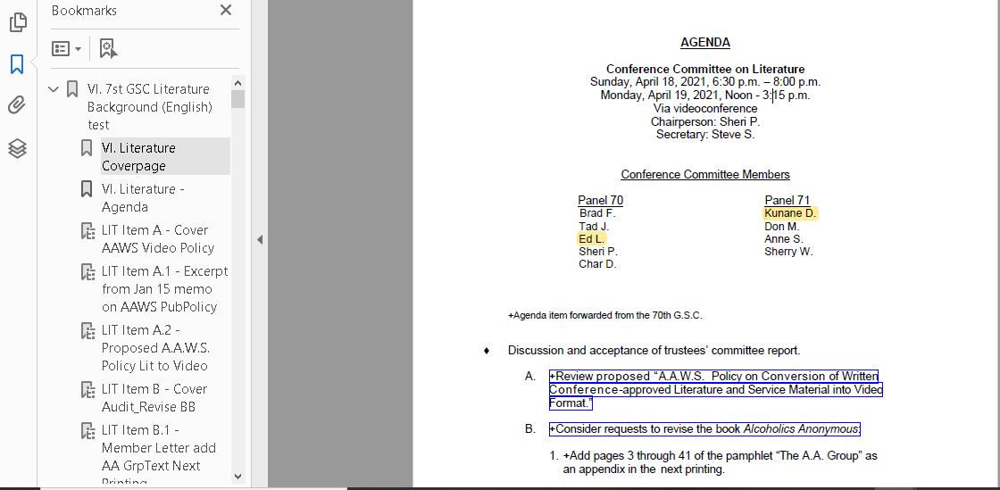 Bookmarks
VI. 7st GSC Literature
Background (English)
test
VI. Literature
Coverpage
VI. Literature -
Agenda
LIT Item A - Cover
AAWS Video Policy
LIT Item A.1 - Excerpt
from Jan 15 memo
on AAWS PubPolicy
LIT Item A.2 -
Proposed A.A.W.S.
Policy Lit to Video
LIT Item B - Cover
Audit_Revise BB
LIT Item B.1 -
Member Letter add
AA GrpText Next
Printing
AGENDA
Conference Committee on Literature
Sunday, April 18, 2021, 6:30 p.m. – 8:00 p.m.
Monday, April 19, 2021, Noon - 3:15 p.m.
Via videoconference
Chairperson: Sheri P.
Secretary: Steve S.
Conference Committee Members
Panel 70
Brad F.
Tad J.
Ed L.
Sheri P.
Char D.
Panel 71
Kunane D.
Don M.
Anne S.
Sherry W.
+Agenda item forwarded from the 70th G.S.C.
♦ Discussion and acceptance of trustees’ committee report.
A. +Review proposed “A.A.W.S. Policy on Conversion of Written
Conference-approved Literature and Service Material into Video
Format.”
B. +Consider requests to revise the book Alcoholics Anonymous:
1. +Add pages 3 through 41 of the pamphlet “The A.A. Group” as
an appendix in the next printing.